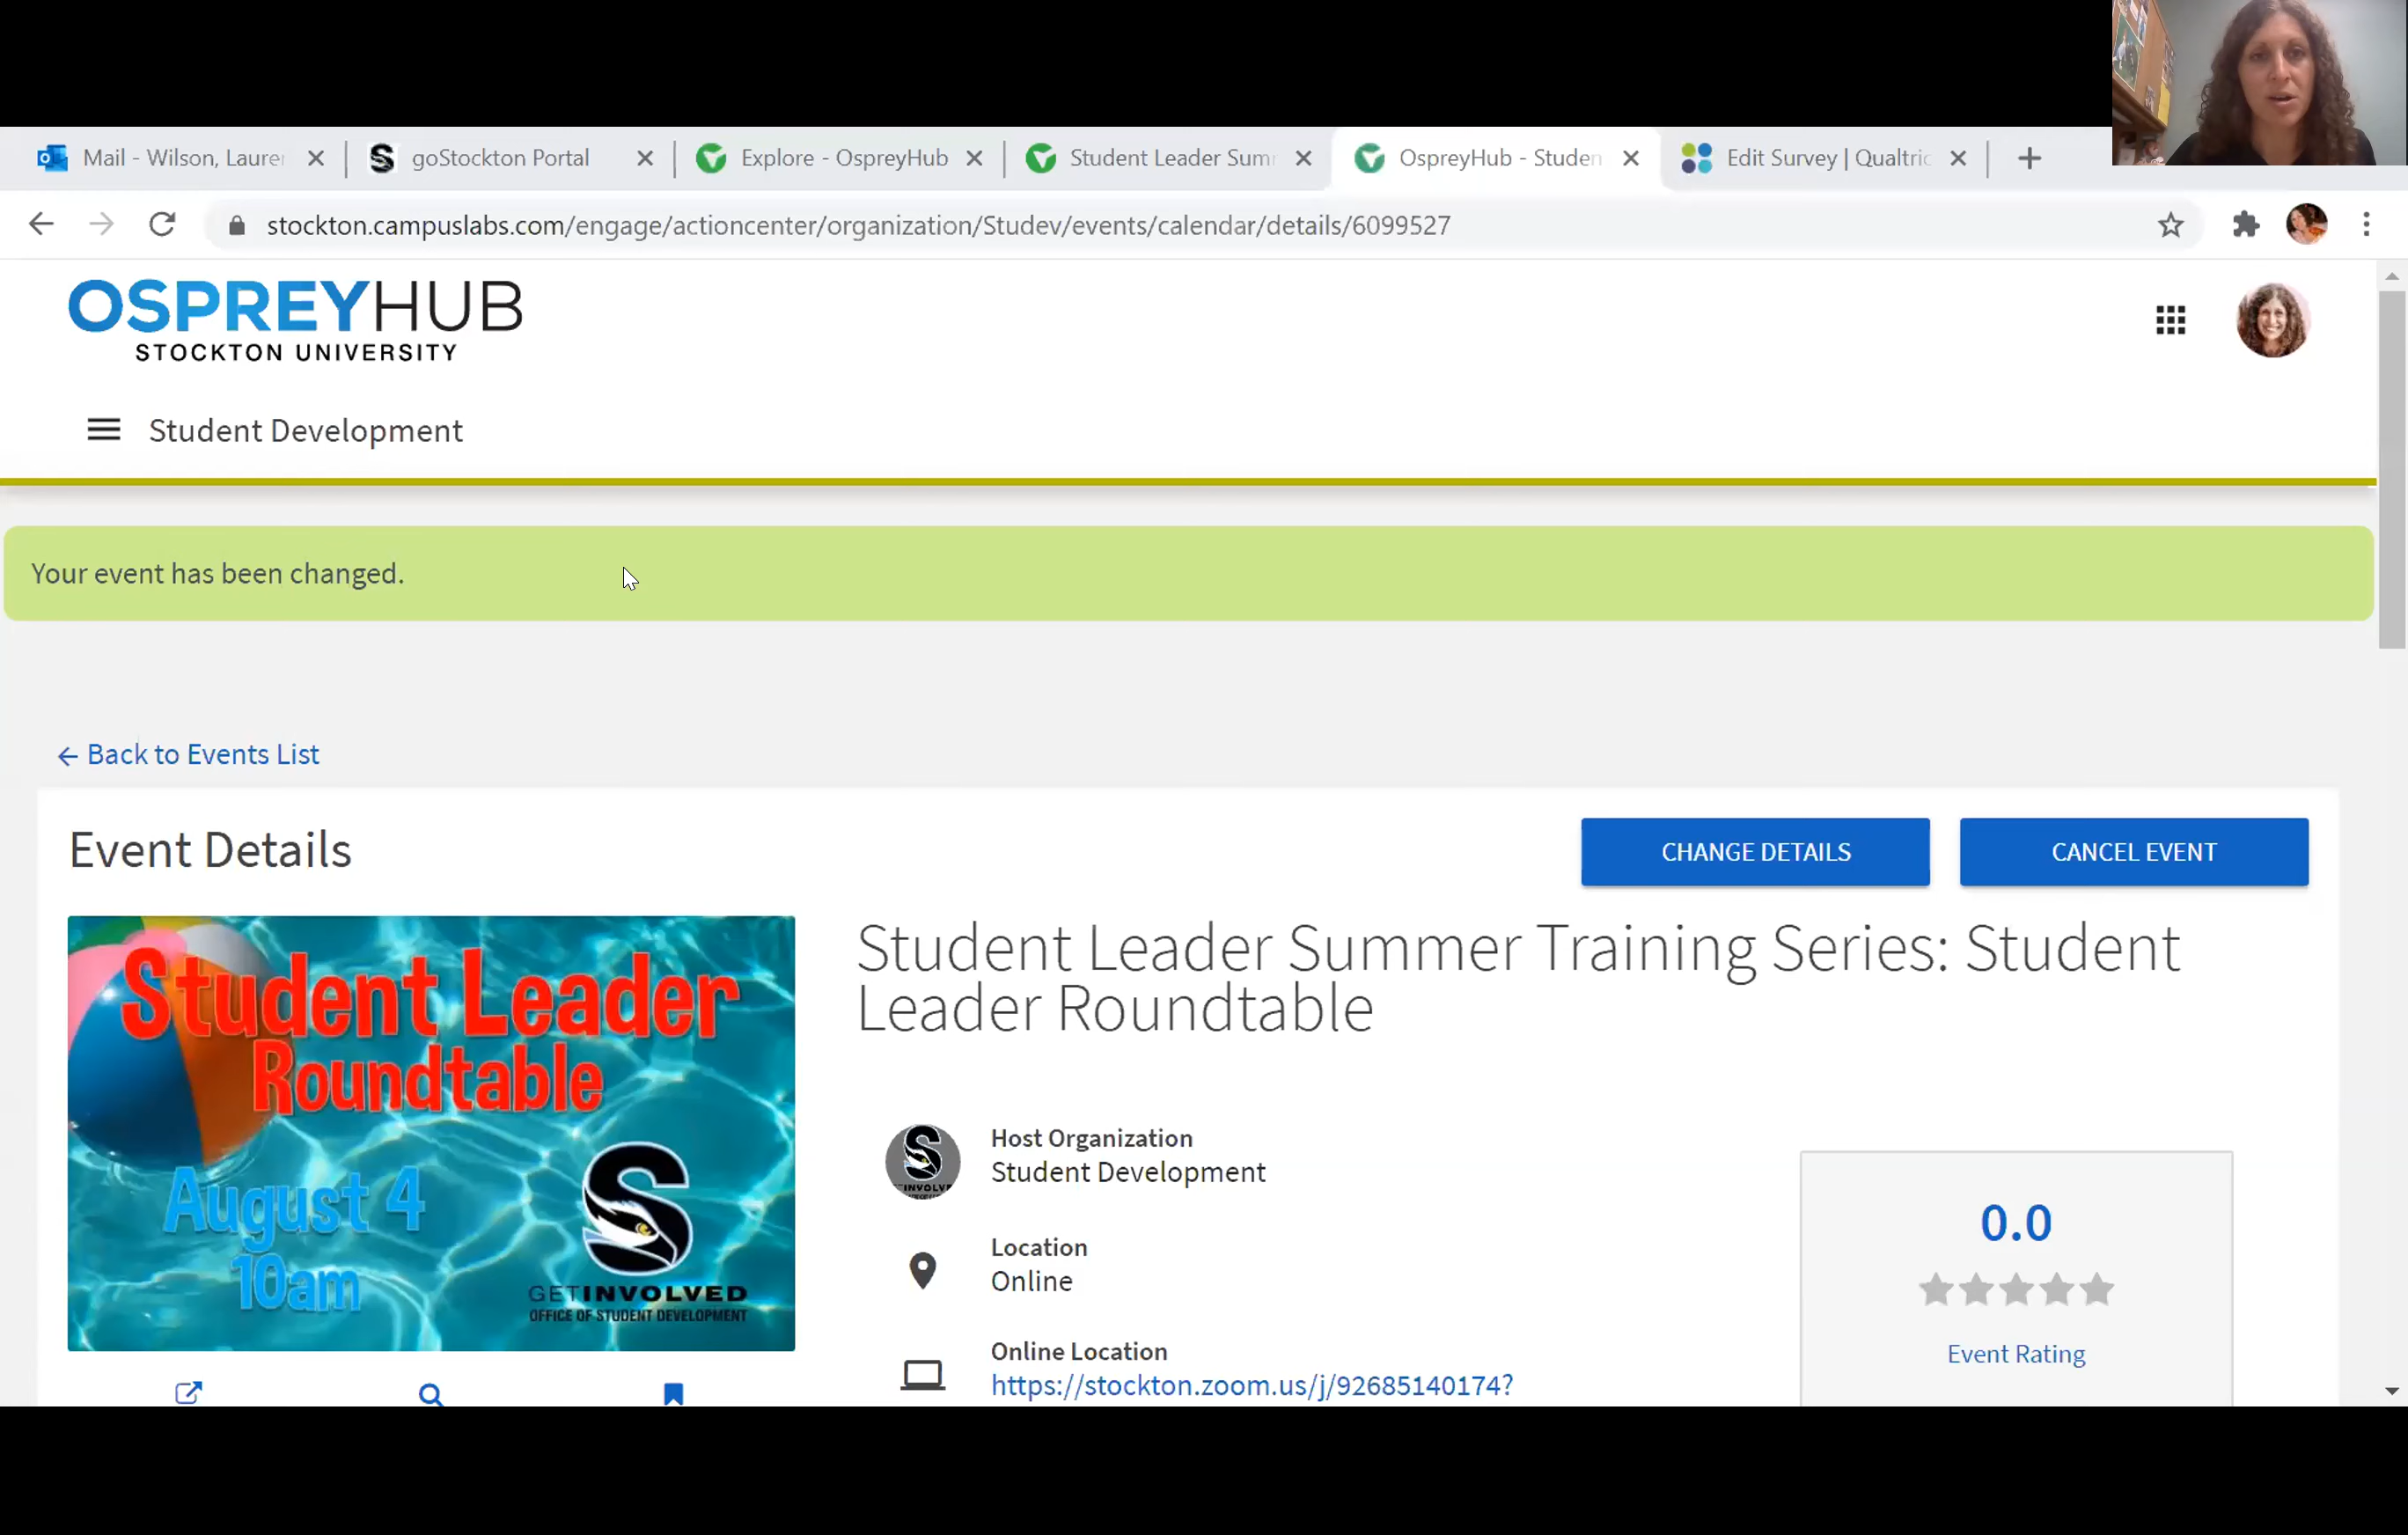 Mail - Wilson, Laure
goStockton Portal
Explore - OspreyHub
Student Leader Sum
OspreyHub - Studen
Edit Survey | Qualtric
stockton.campuslabs.com/engage/actioncenter/organization/Studev/events/calendar/details/6099527
OSPREYHUB
STOCKTON UNIVERSITY
Student Development
Your event has been changed.
← Back to Events List
Event Details
CHANGE DETAILS
CANCEL EVENT
Student Leader
Roundtable
August 4
10am
S
GETINVOLVED
OFFICE OF STUDENT DEVELOPMENT
Student Leader Summer Training Series: Student
Leader Roundtable
Host Organization
Student Development
Location
Online
Online Location
https://stockton.zoom.us/j/92685140174?
0.0
Event Rating